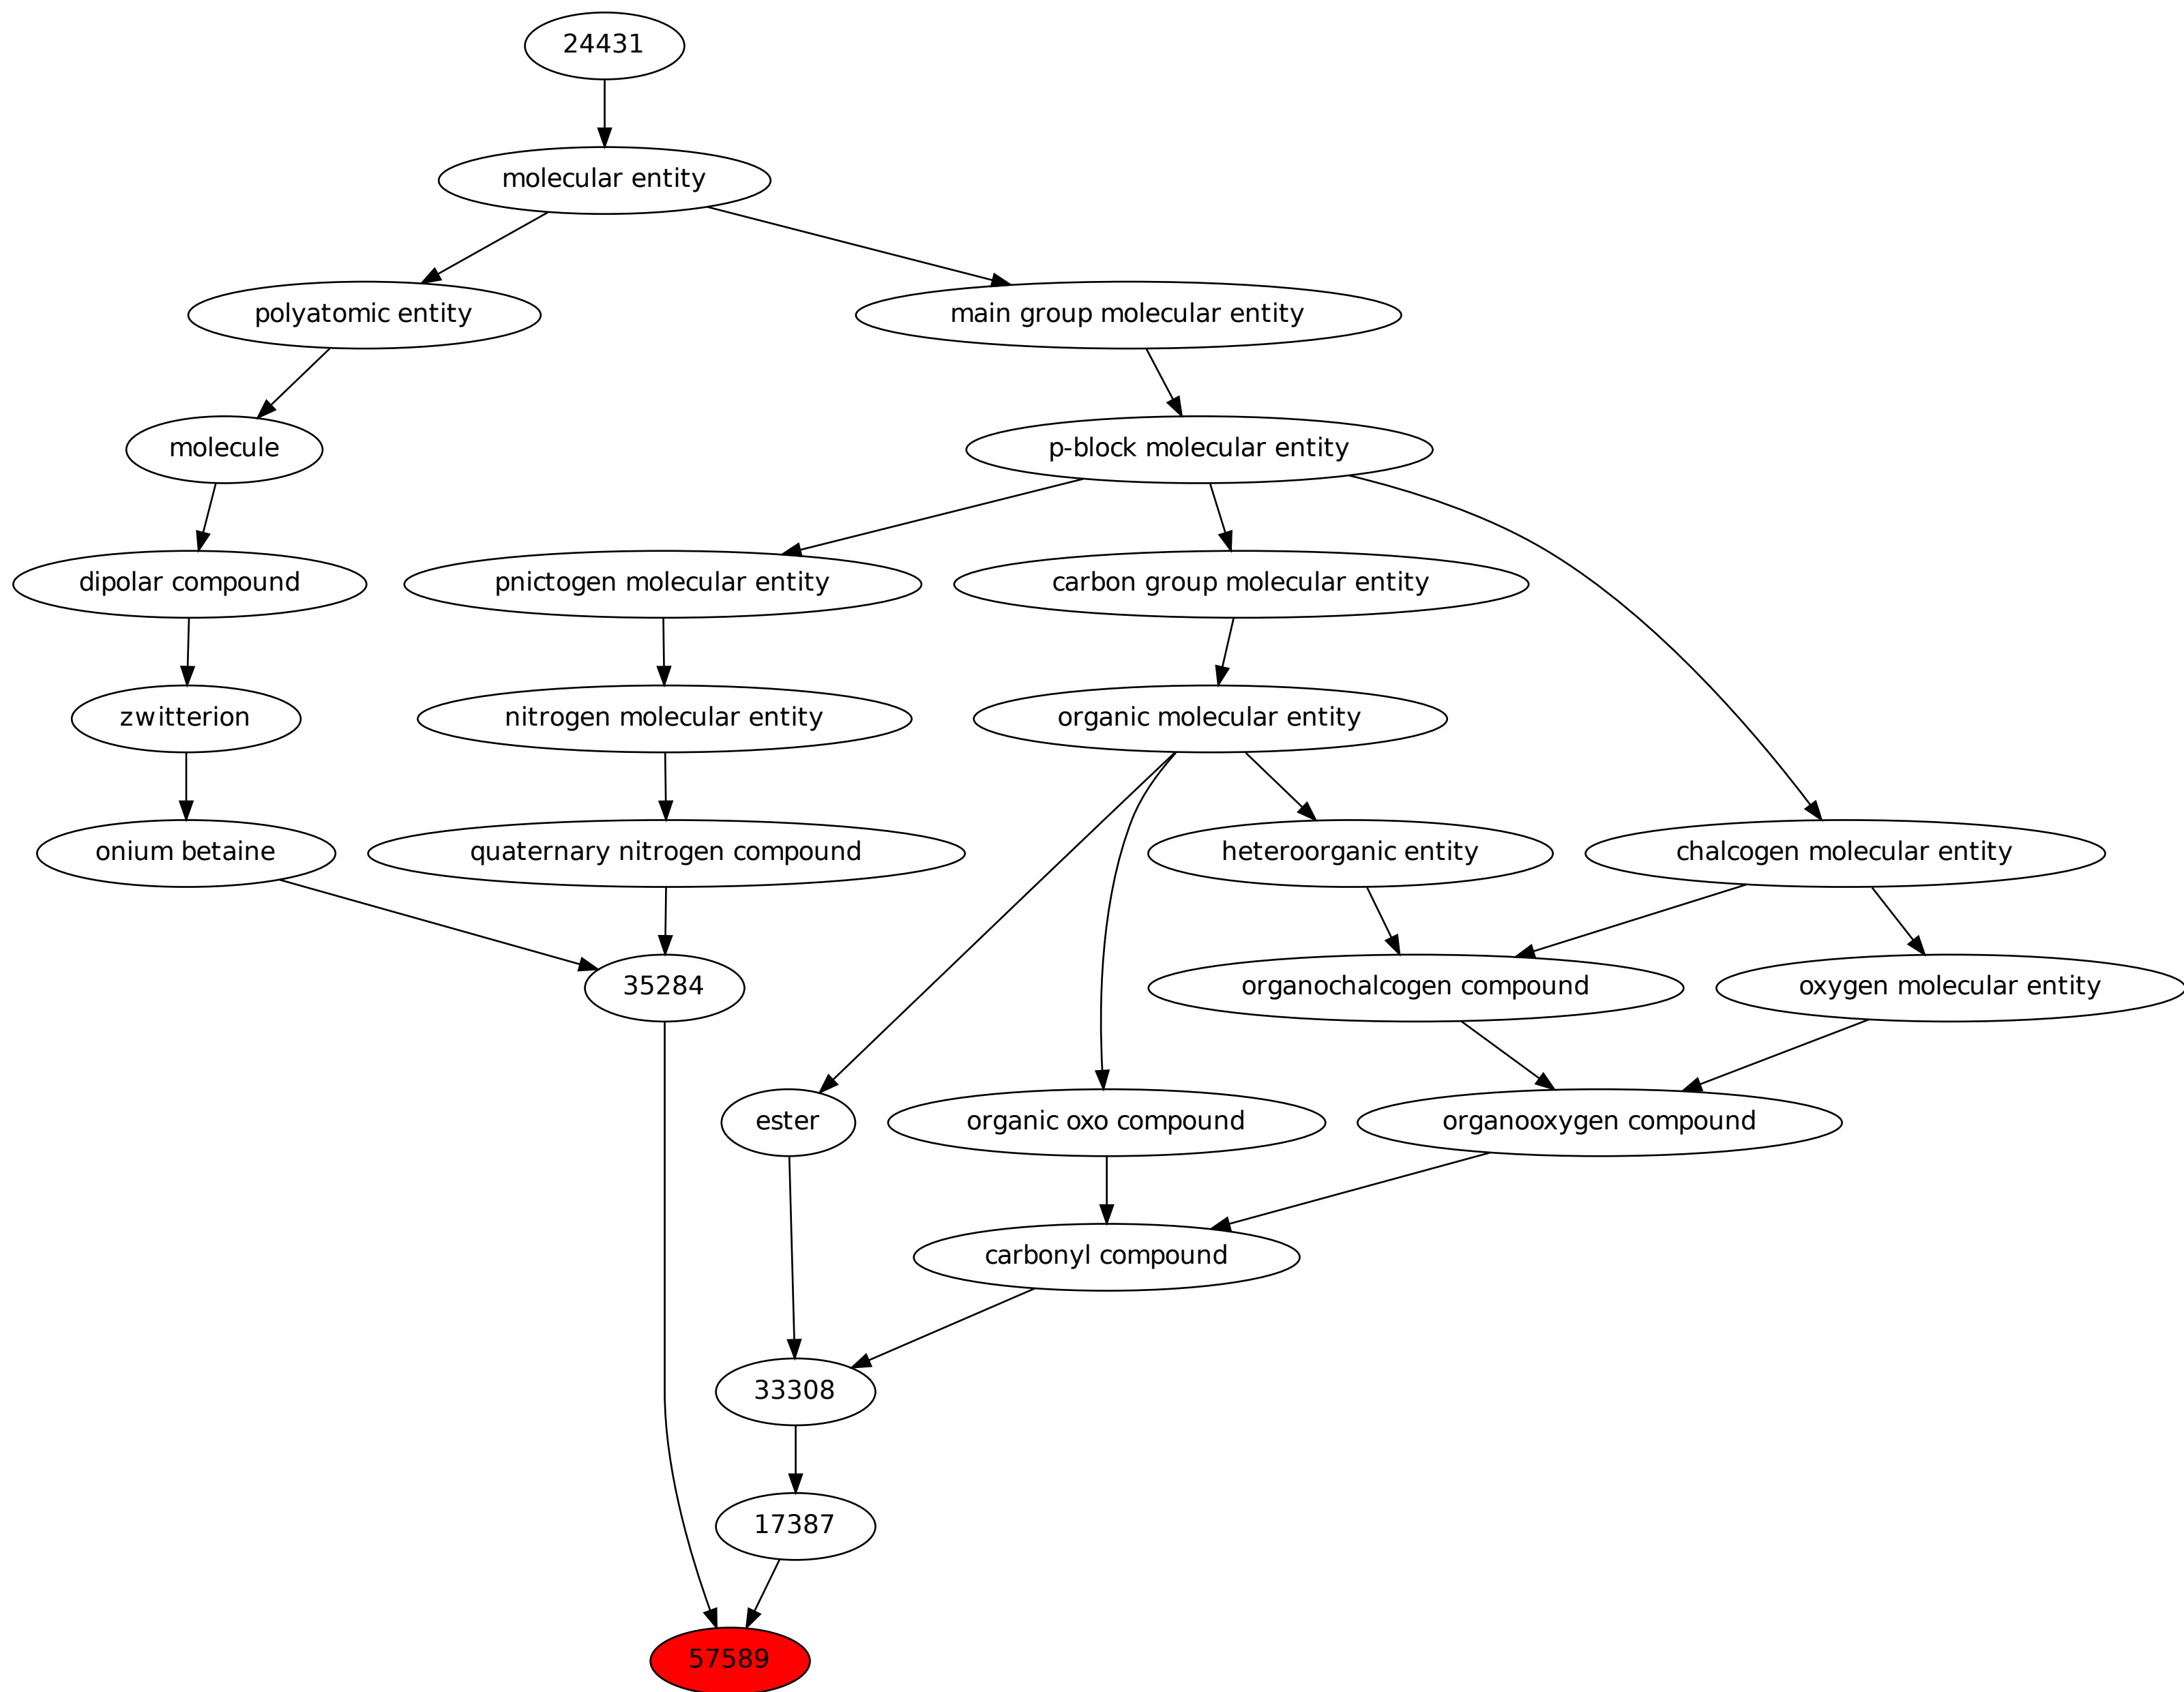 24431
molecular entity
polyatomic entity
main group molecular entity
molecule
p-block molecular entity
dipolar compound
pnictogen molecular entity
carbon group molecular entity
zwitterion
nitrogen molecular entity
organic molecular entity
onium betaine
quaternary nitrogen compound
heteroorganic entity
chalcogen molecular entity
35284
organochalcogen compound
oxygen molecular entity
ester
organic oxo compound
organooxygen compound
carbonyl compound
33308
17387
57589